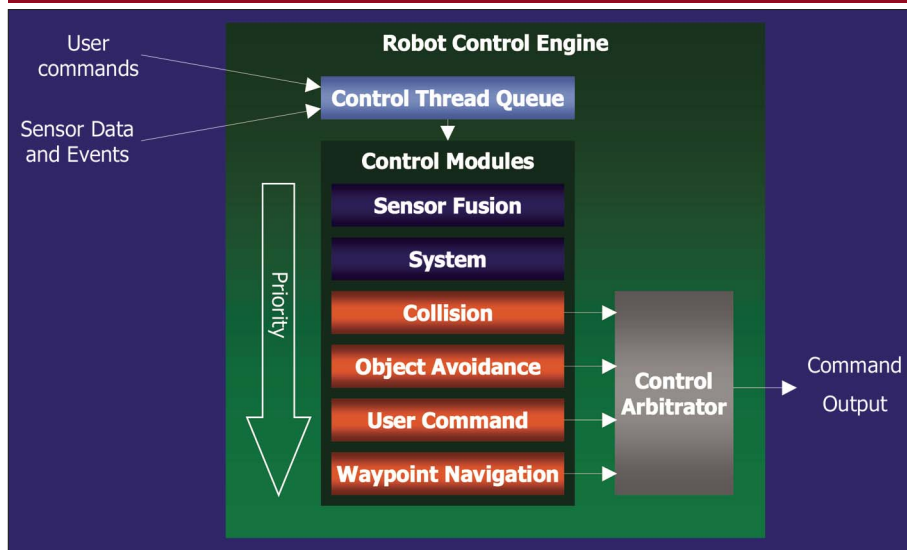 Robot Control Engine
User
commands
Sensor Data
and Events
Control Thread Queue
Control Modules
Priority
Sensor Fusion
System
Collision
Object Avoidance
User Command
Waypoint Navigation
Control
Arbitrator
Command
Output